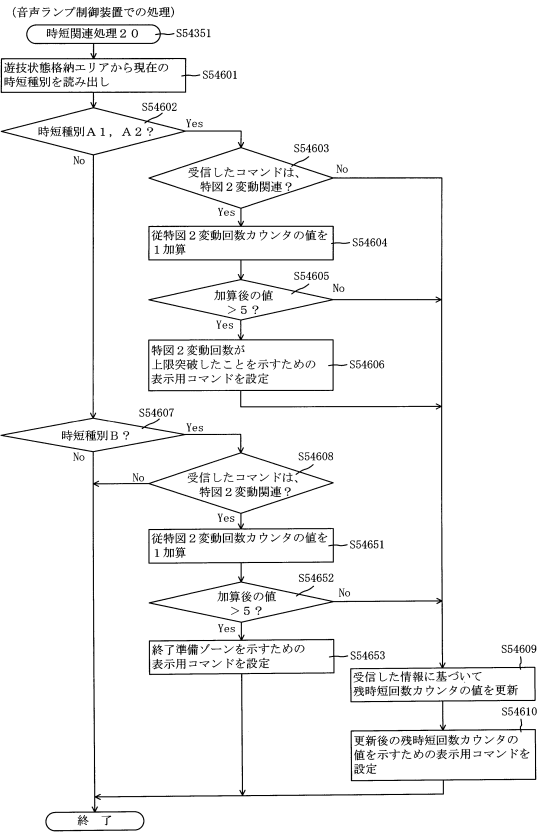 （音声ランプ制御装置での処理）
時短関連処理２０
S54351
遊技状態格納エリアから現在の
時短種別を読み出し
S54601
S54602
時短種別Ａ１，Ａ２？
Yes
No
S54603
受信したコマンドは、
特図２変動関連？
No
Yes
従特図２変動回数カウンタの値を
１加算
S54604
S54605
加算後の値
＞５？
No
Yes
特図２変動回数が
上限突破したことを示すための
表示用コマンドを設定
S54606
S54607
時短種別Ｂ？
Yes
No
S54608
受信したコマンドは、
特図２変動関連？
No
Yes
従特図２変動回数カウンタの値を
１加算
S54651
S54652
加算後の値
＞５？
No
Yes
終了準備ゾーンを示すための
表示用コマンドを設定
S54653
S54609
受信した情報に基づいて
残時短回数カウンタの値を更新
S54610
更新後の残時短回数カウンタの
値を示すための表示用コマンドを
設定
終　了